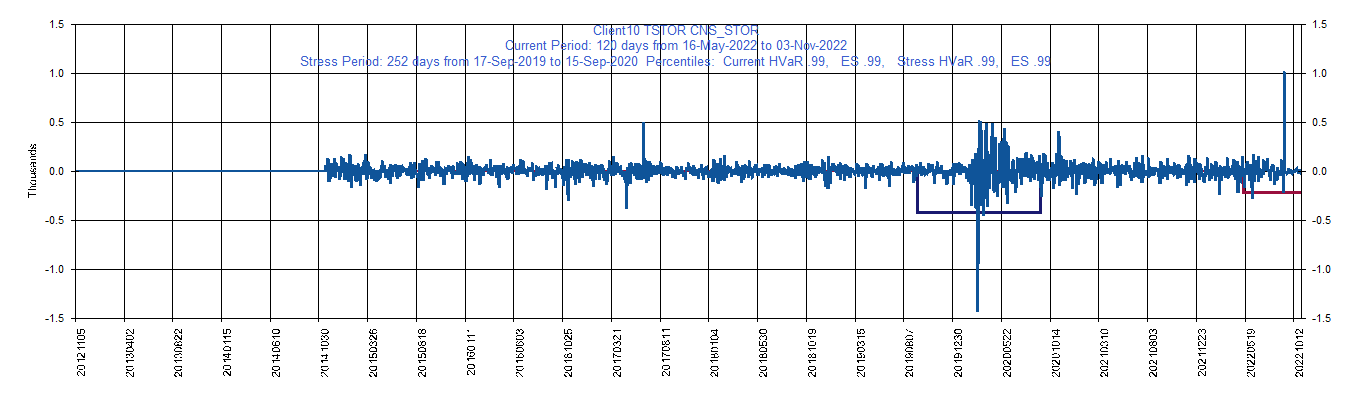 Client10 TSTOR CNS_STOR
Current Period: 120 days from 16-May-2022 to 03-Nov-2022
Stress Period: 252 days from 17-Sep-2019 to 15-Sep-2020 Percentiles: Current HVaR .99, ES .99, Stress HVaR .99, ES .99
1.5 1.5
1.0 1.0
0.5 0.5
0.0 0.0
-0.5 -0.5
-1.0 -1.0
-1.5 -1.5
Thousands
20121105 20130402 20130822 20140115 20140610 20141030 20150326 20150818 20160111 20160603 20161025 20170321 20170811 20180104 20180530 20181019 20190315 20190807 20191230 20200522 20201014 20210310 20210803 20211223 20220519 20221012